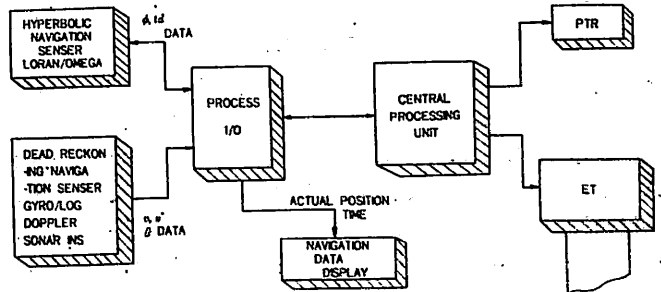 HYPERBOLIC
NAVIGATION
SENSER
LORAN/OMEGA
ϕ, td
DATA
PROCESS
I/O
CENTRAL
PROCESSING
UNIT
PTR
DEAD, RECKON
-ING NAVIGA
-TION SENSER
GYRO/LOG
DOPPLER
SONAR INS
θ DATA
ACTUAL POSITION
TIME
NAVIGATION
DATA
DISPLAY
ET